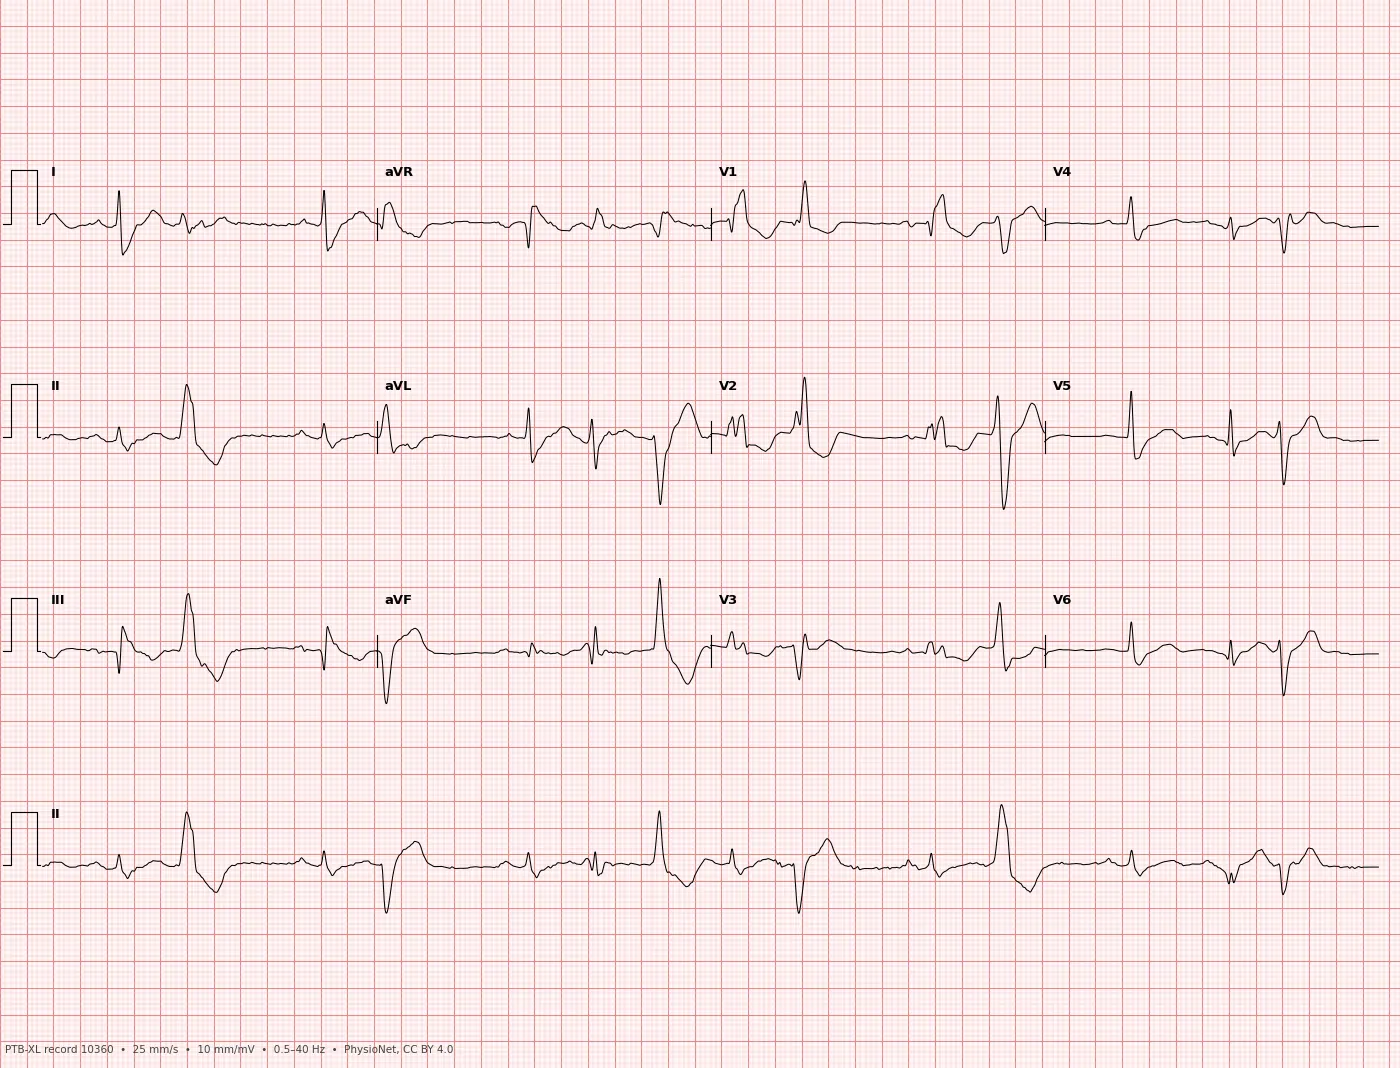 I aVR V1 V4
II aVL V2 V5
III aVF V3 V6
II
PTB-XL record 10360 • 25 mm/s • 10 mm/mV • 0.5–40 Hz • PhysioNet, CC BY 4.0